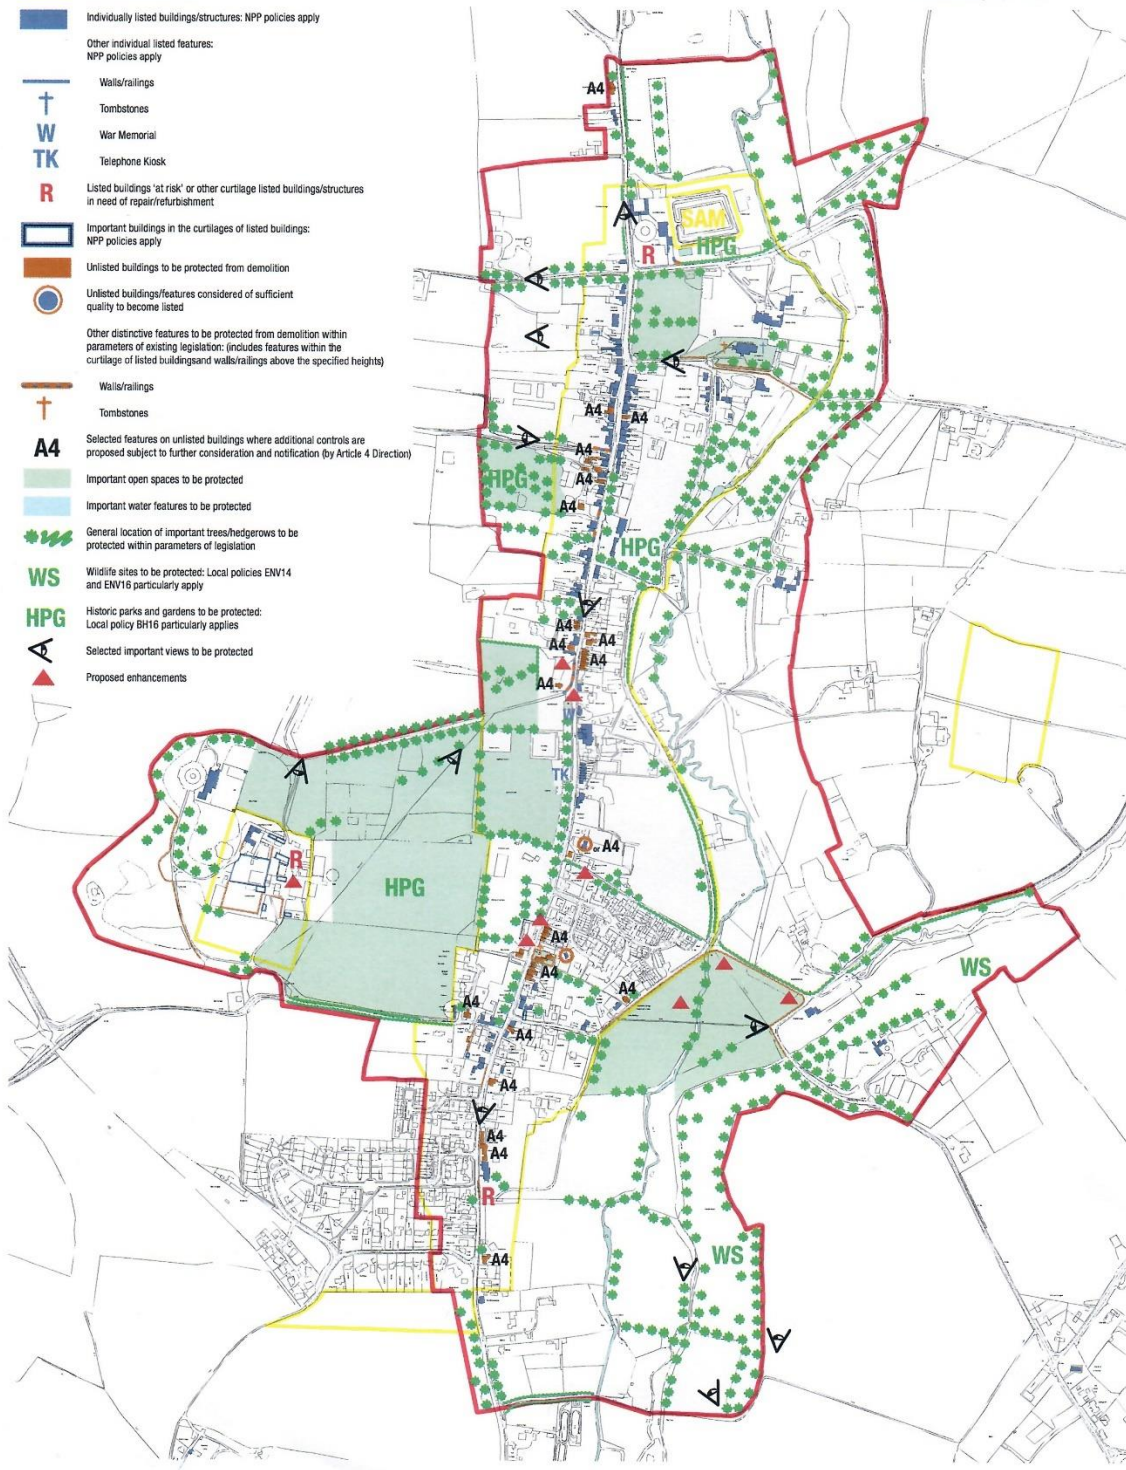 Individually listed buildings/structures: NPP policies apply
Other individual listed features:
NPP policies apply
Walls/railings
Tombstones
W War Memorial
TK Telephone Kiosk
R Listed buildings 'at risk' or other curtilage listed buildings/structures
in need of repair/refurbishment
Important buildings in the curtilages of listed buildings:
NPP policies apply
Unlisted buildings to be protected from demolition
Unlisted buildings/features considered of sufficient
quality to become listed
Other distinctive features to be protected from demolition within
parameters of existing legislation: (includes features within the
curtilage of listed buildingsand walls/railings above the specified heights)
Walls/railings
Tombstones
A4 Selected features on unlisted buildings where additional controls are
proposed subject to further consideration and notification (by Article 4 Direction)
Important open spaces to be protected
Important water features to be protected
General location of important trees/hedgerows to be
protected within parameters of legislation
WS Wildlife sites to be protected: Local policies ENV14
and ENV16 particularly apply
HPG Historic parks and gardens to be protected:
Local policy BH16 particularly applies
Selected important views to be protected
Proposed enhancements
A4
SAM
HPG
R
A4
A4
A4
A4
HPG
A4
HPG
A4
A4
A4
A4
A4
W
TK
or A4
R
HPG
A4
A4
WS
A4
A4
A4
A4
A4
A4
R
WS
A4